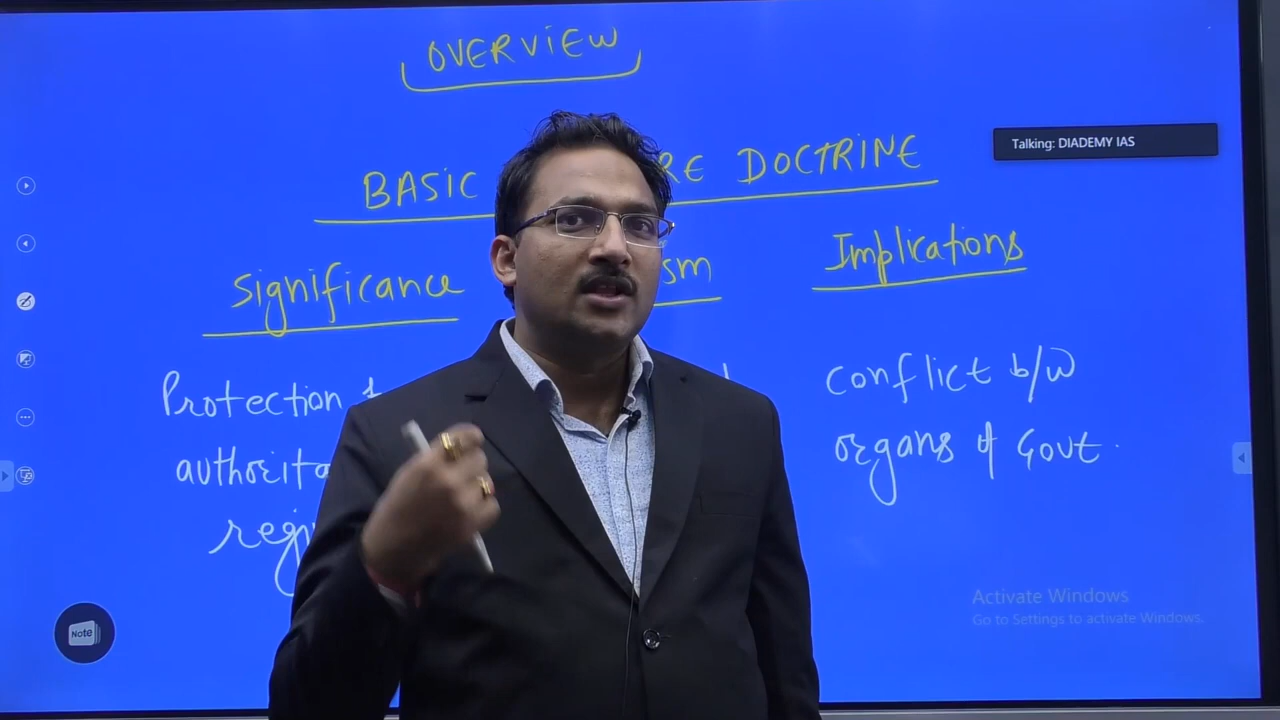 OVERVIEW
BASIC RE DOCTRINE
Talking: DIADEMY IAS
Significance sm Implications
Protection
authorita
regi
conflict b/w
organs of Govt.
Activate Windows
Go to Settings to activate Windows.
Note